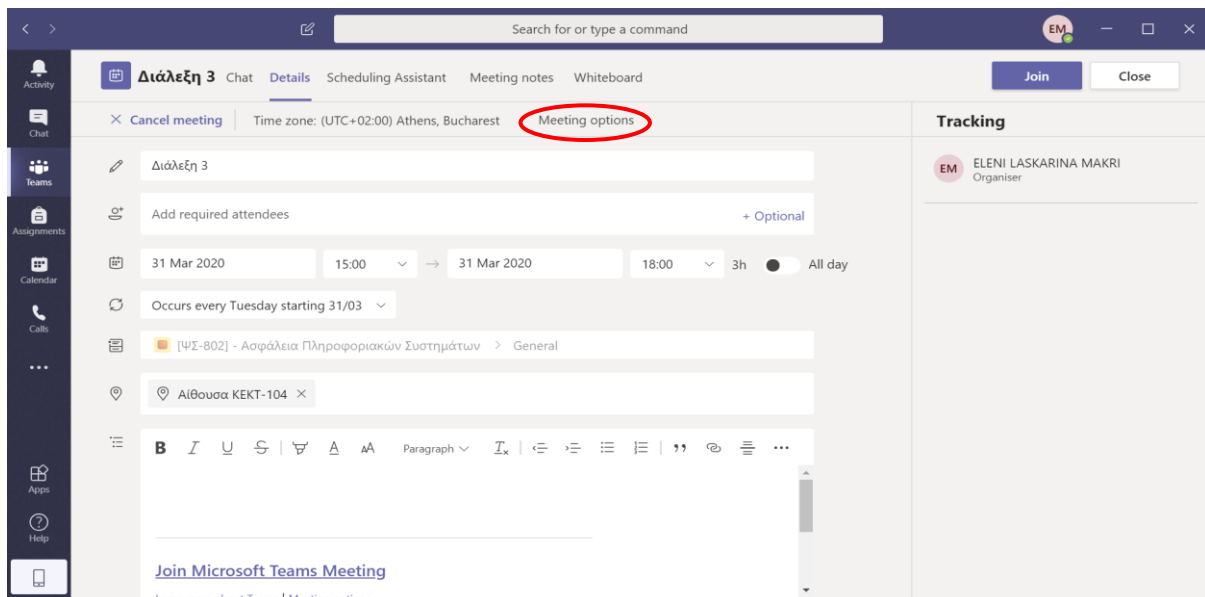 Search for or type a command
EM
Activity
Chat
Teams
Assignments
Calendar
Calls
Apps
Help
Διάλεξη 3 Chat Details Scheduling Assistant Meeting notes Whiteboard
Join Close
Cancel meeting Time zone: (UTC+02:00) Athens, Bucharest Meeting options
Διάλεξη 3
Add required attendees + Optional
31 Mar 2020 15:00 → 31 Mar 2020 18:00 3h All day
Occurs every Tuesday starting 31/03
[ΨΣ-802] - Ασφάλεια Πληροφοριακών Συστημάτων > General
Αίθουσα ΚΕΚΤ-104
B I U S A AA Paragraph
Join Microsoft Teams Meeting
Tracking
EM ELENI LASKARINA MAKRI
Organiser